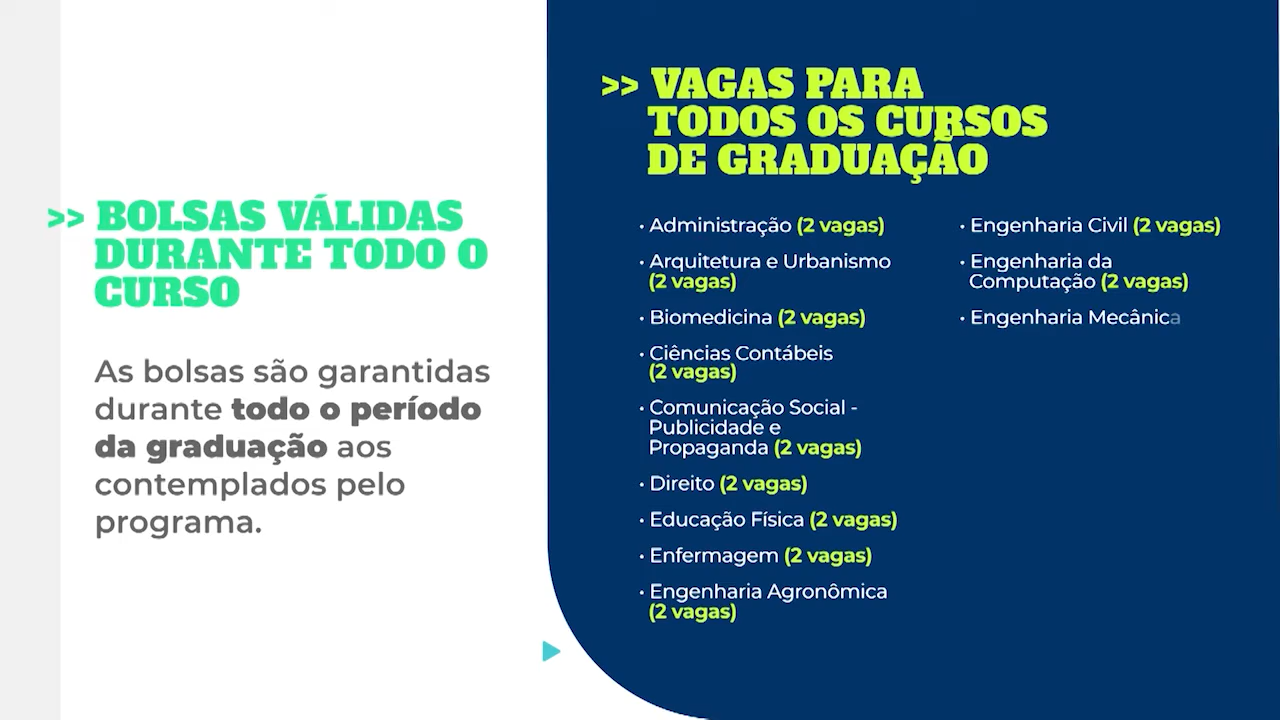 >> BOLSAS VÁLIDAS
DURANTE TODO O
CURSO
As bolsas são garantidas
durante todo o período
da graduação aos
contemplados pelo
programa.
>> VAGAS PARA
TODOS OS CURSOS
DE GRADUAÇÃO
• Administração (2 vagas)
• Arquitetura e Urbanismo
(2 vagas)
• Biomedicina (2 vagas)
• Ciências Contábeis
(2 vagas)
• Comunicação Social -
Publicidade e
Propaganda (2 vagas)
• Direito (2 vagas)
• Educação Física (2 vagas)
• Enfermagem (2 vagas)
• Engenharia Agronômica
(2 vagas)
• Engenharia Civil (2 vagas)
• Engenharia da
Computação (2 vagas)
• Engenharia Mecânica